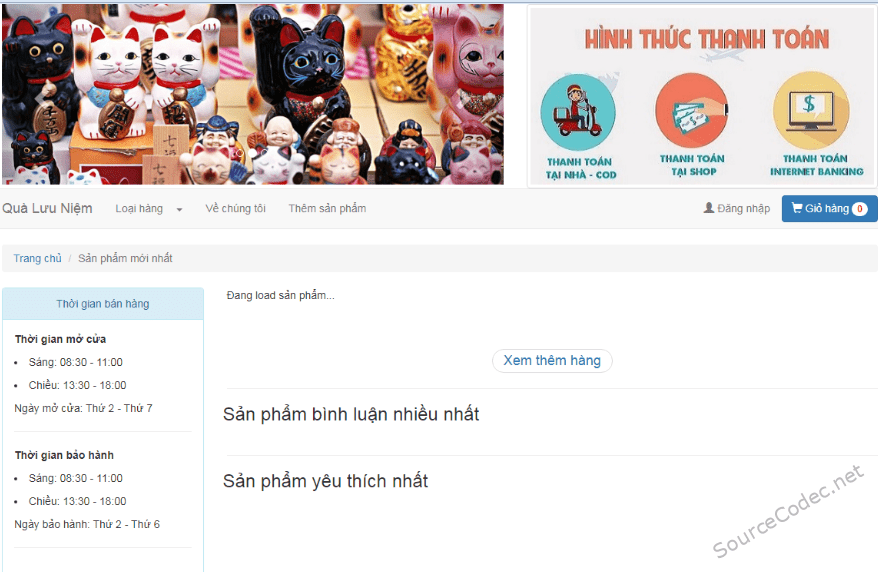 HÌNH THỨC THANH TOÁN
THANH TOÁN
TẠI NHÀ - COD
THANH TOÁN
TẠI SHOP
THANH TOÁN
INTERNET BANKING
Quà Lưu Niệm
Loại hàng
Về chúng tôi
Thêm sản phẩm
Đăng nhập
Giỏ hàng 0
Trang chủ / Sản phẩm mới nhất
Thời gian bán hàng
Thời gian mở cửa
• Sáng: 08:30 - 11:00
• Chiều: 13:30 - 18:00
Ngày mở cửa: Thứ 2 - Thứ 7
Thời gian bảo hành
• Sáng: 08:30 - 11:00
• Chiều: 13:30 - 18:00
Ngày bảo hành: Thứ 2 - Thứ 6
Đang load sản phẩm...
Xem thêm hàng
Sản phẩm bình luận nhiều nhất
Sản phẩm yêu thích nhất
SourceCodec.net